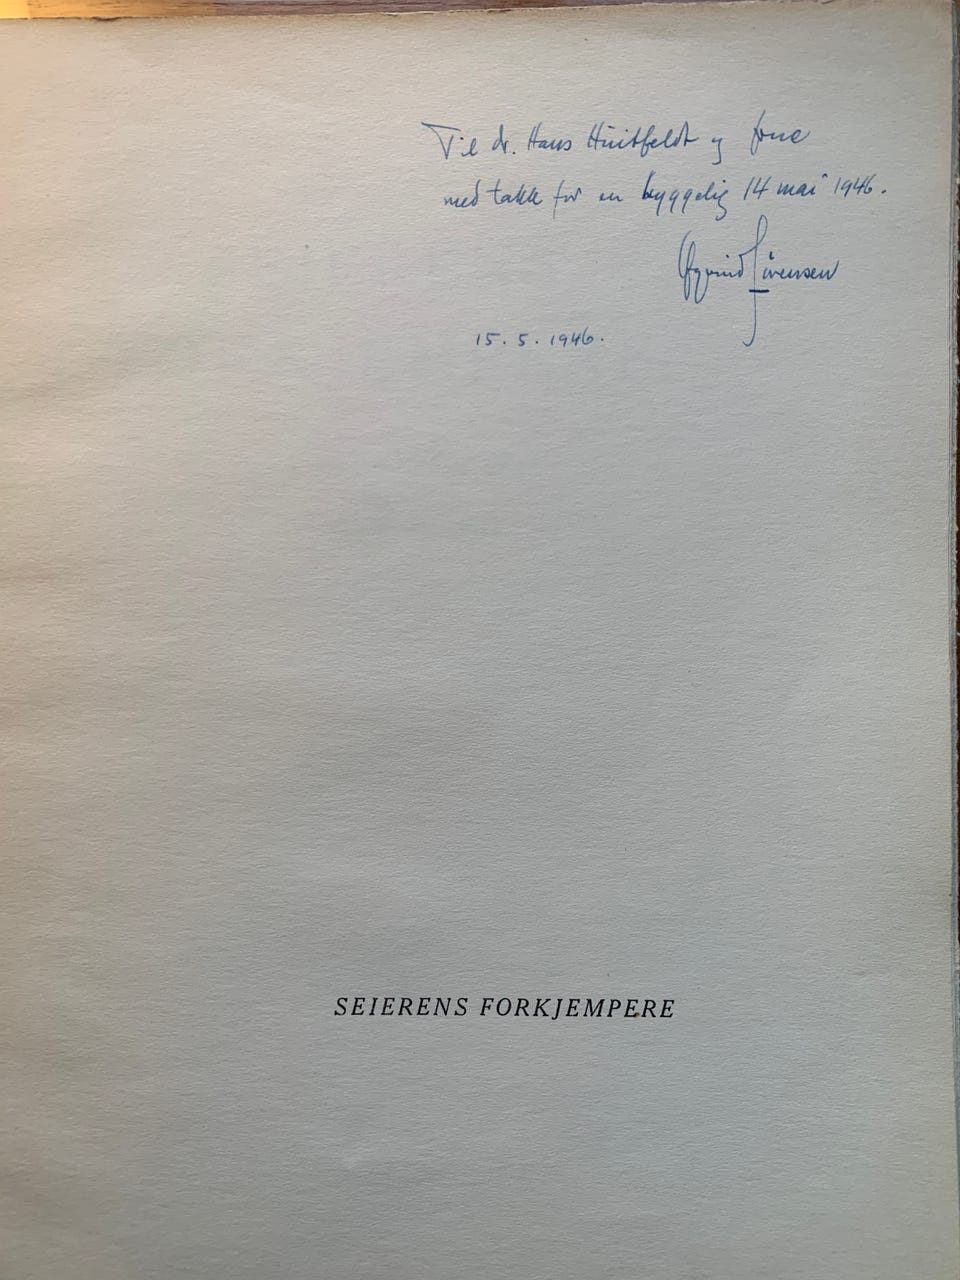 Til dr. Hans Huitfeldt og frue
med takk for en hyggelig 14 mai 1946.
Øyvind Sørensen
15. 5. 1946.
SEIERENS FORKJEMPERE